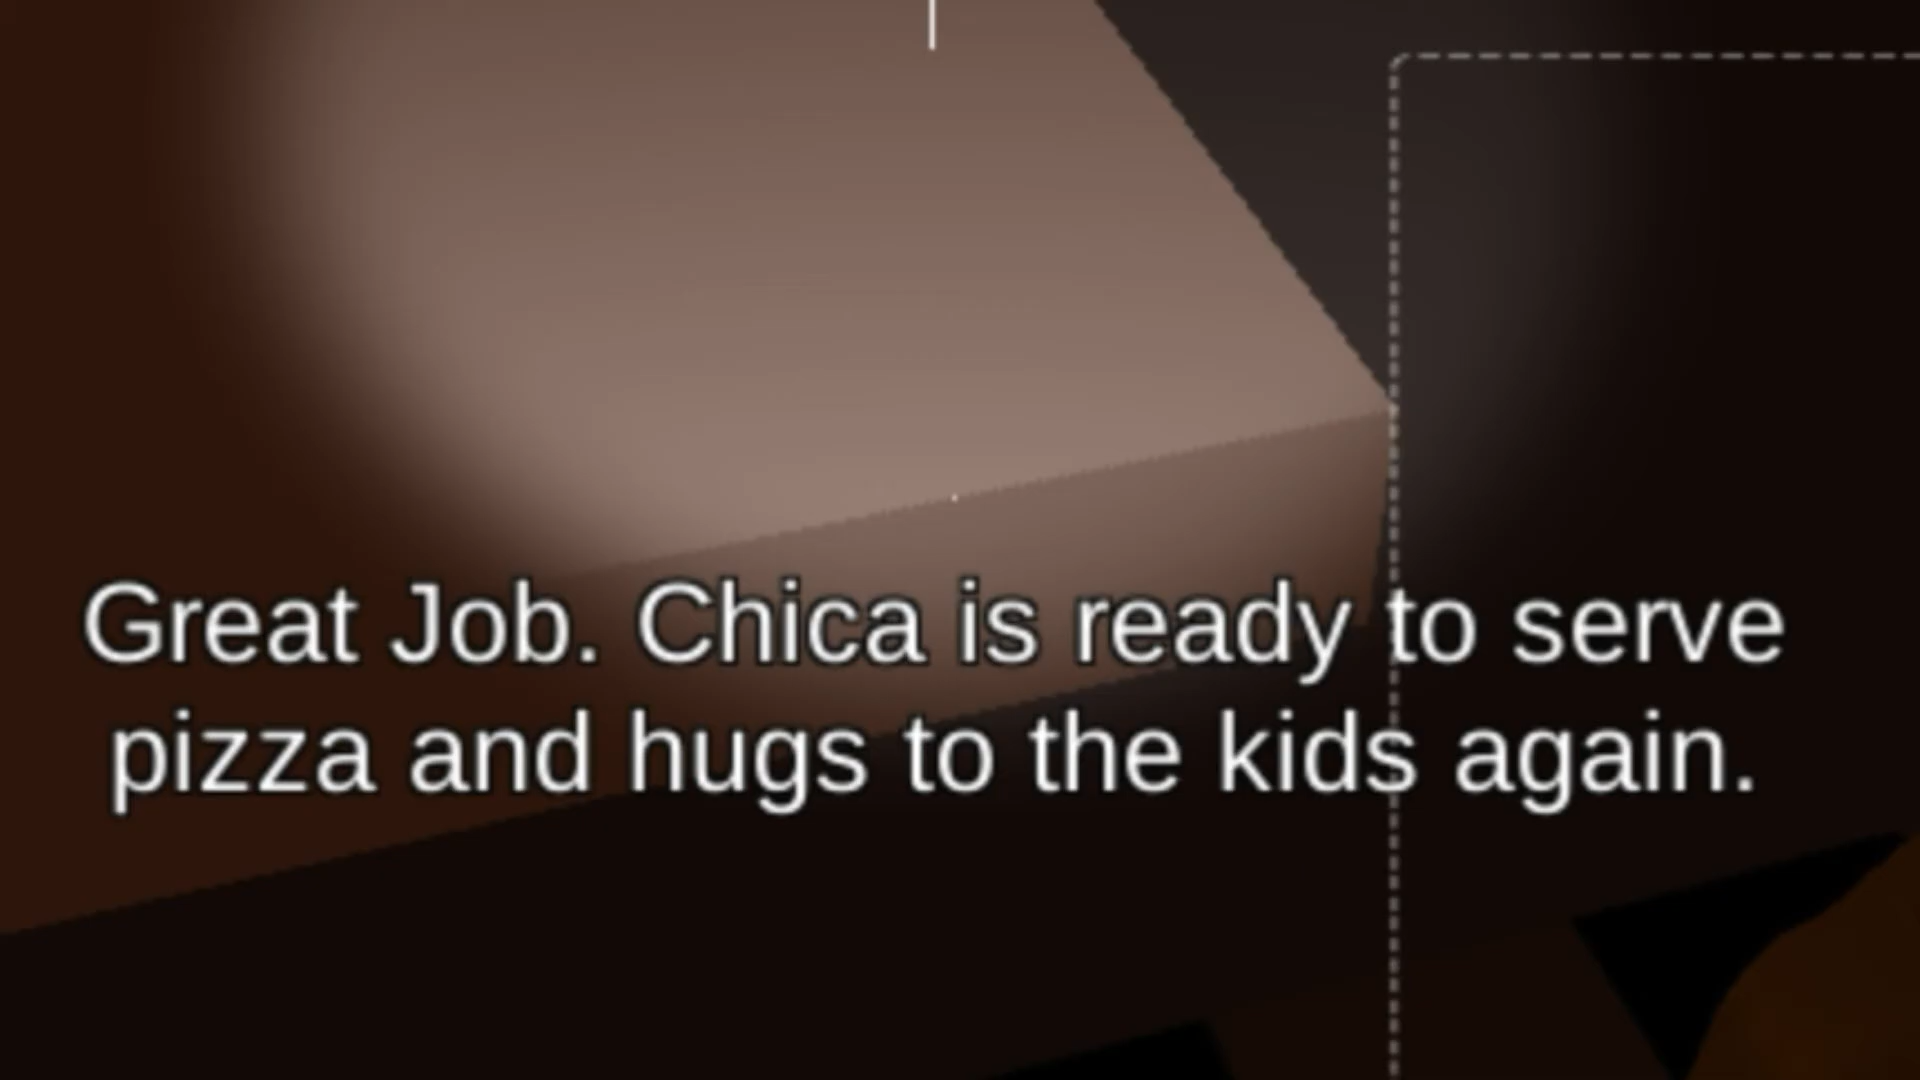 Great Job. Chica is ready to serve
pizza and hugs to the kids again.